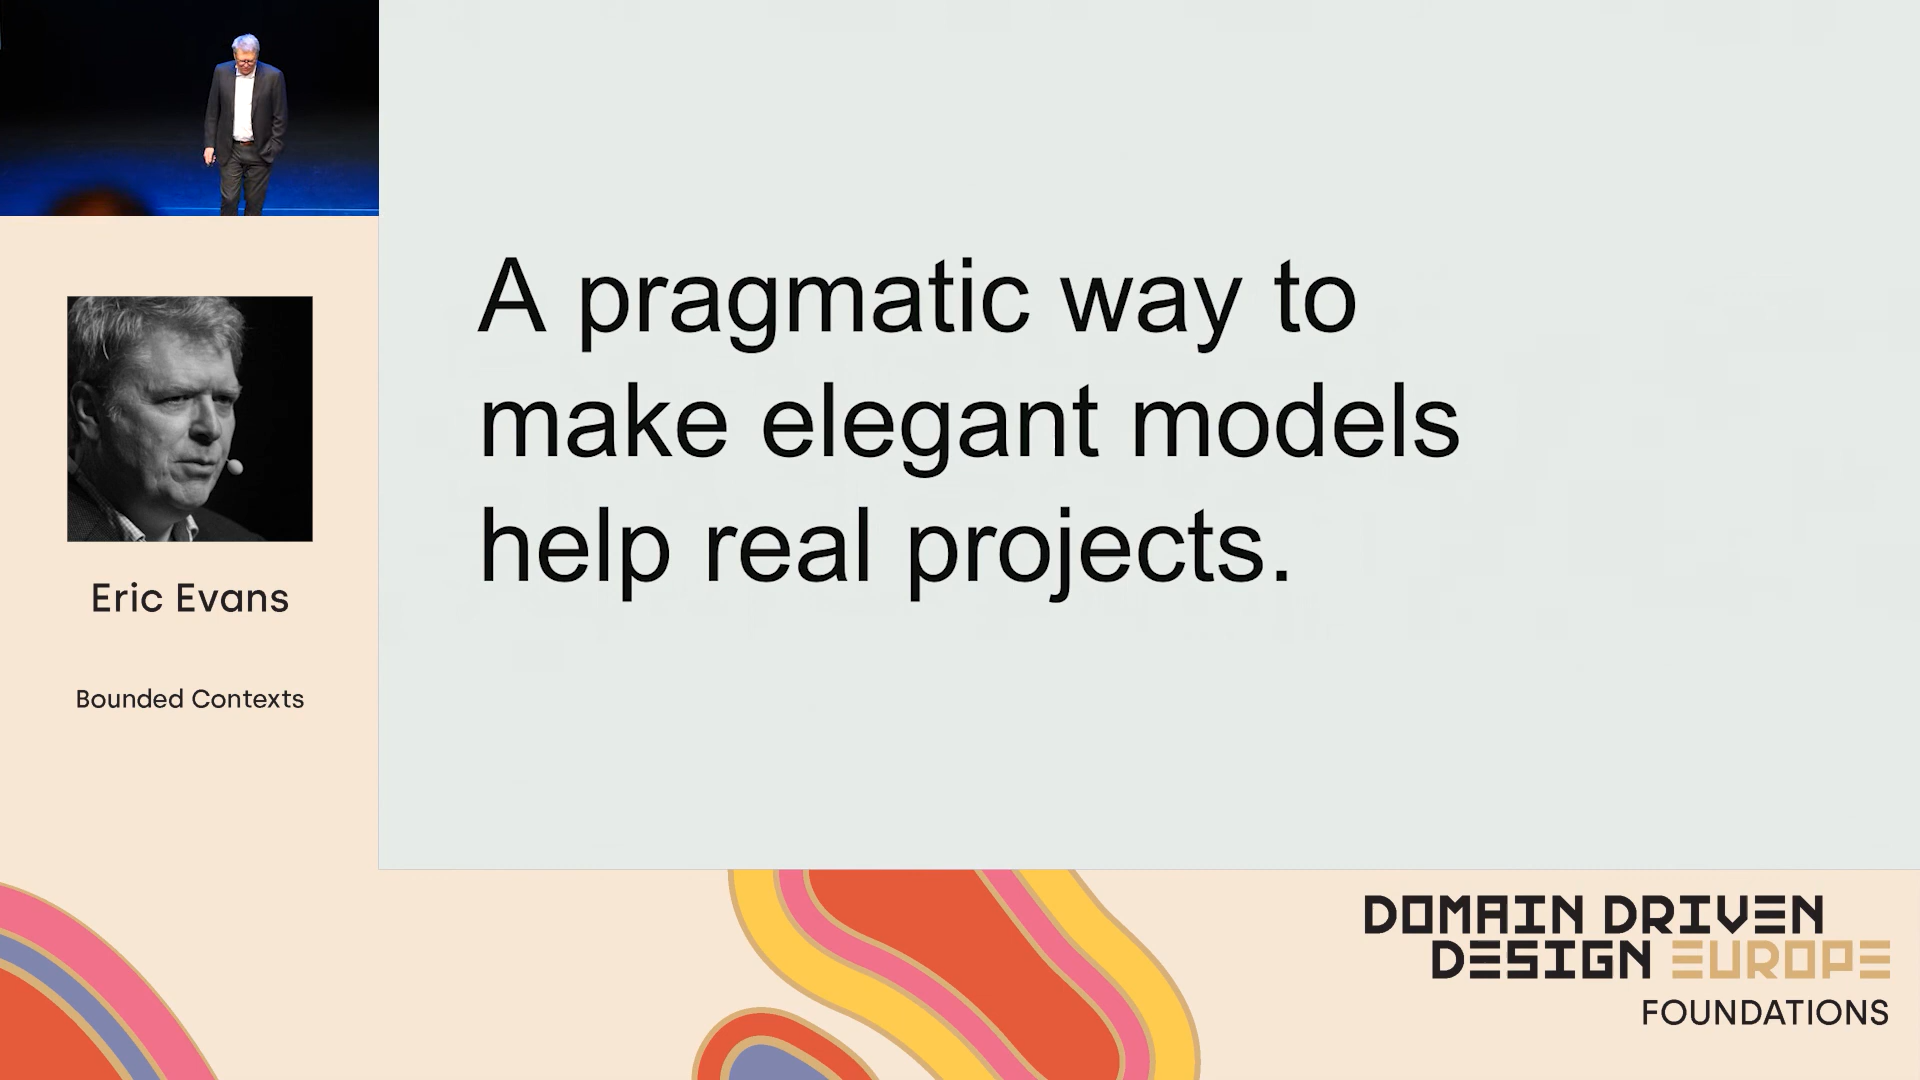 A pragmatic way to
make elegant models
help real projects.
Eric Evans
Bounded Contexts
DOMAIN DRIVEN
DESIGN EUROPE
FOUNDATIONS